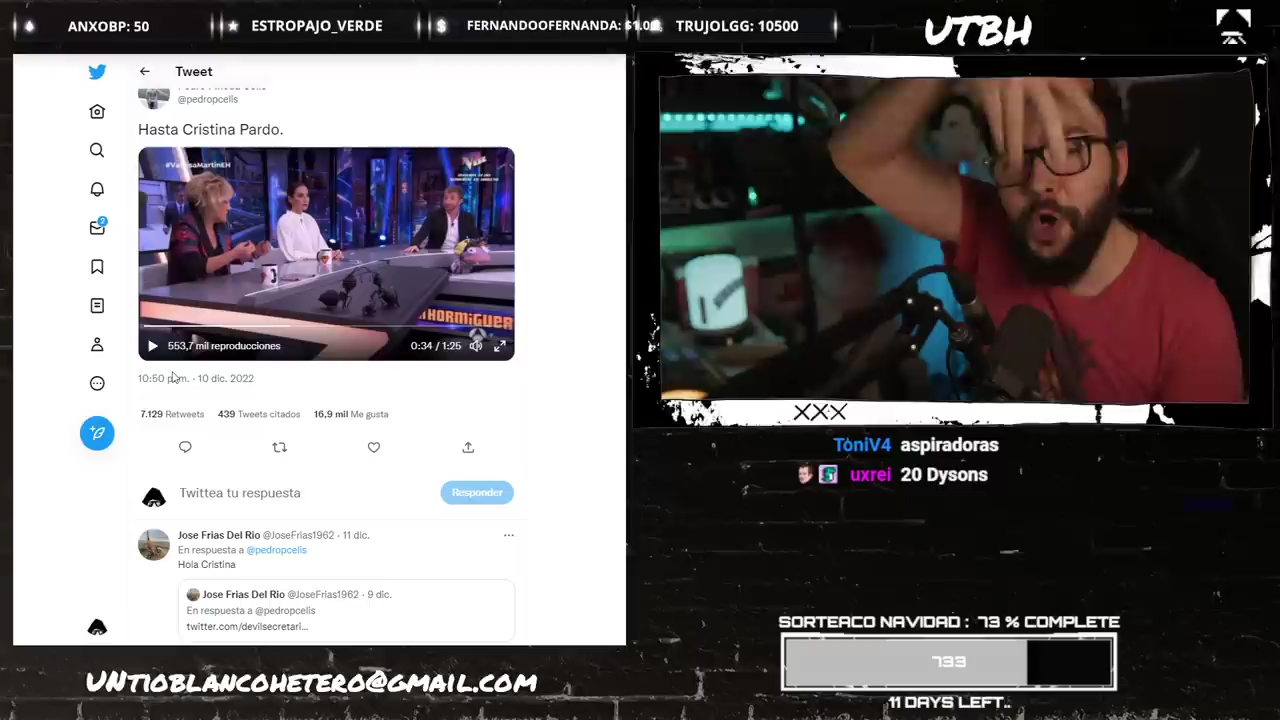 ANXOBP: 50
ESTROPAJO_VERDE
FERNANDOOFERNANDA: $1.0
TRUJOLGG: 10500
UTBH
Tweet
@pedropcelis
Hasta Cristina Pardo.
#VanesaMartinEH
HORMIGUER
553,7 mil reproducciones
0:34 / 1:25
10:50 p. m. · 10 dic. 2022
7.129 Retweets 439 Tweets citados 16,9 mil Me gusta
2
Twittea tu respuesta
Responder
Jose Frias Del Rio @JoseFrias1962 · 11 dic.
En respuesta a @pedropcelis
Hola Cristina
Jose Frias Del Rio @JoseFrias1962 · 9 dic.
En respuesta a @pedropcelis
twitter.com/devilsecretari...
XXX
ToniV4 aspiradoras
uxrei 20 Dysons
SORTEACO NAVIDAD : 73 % COMPLETE
733
11 DAYS LEFT..
UNTIOBLANCOHETERO@GMAIL.COM